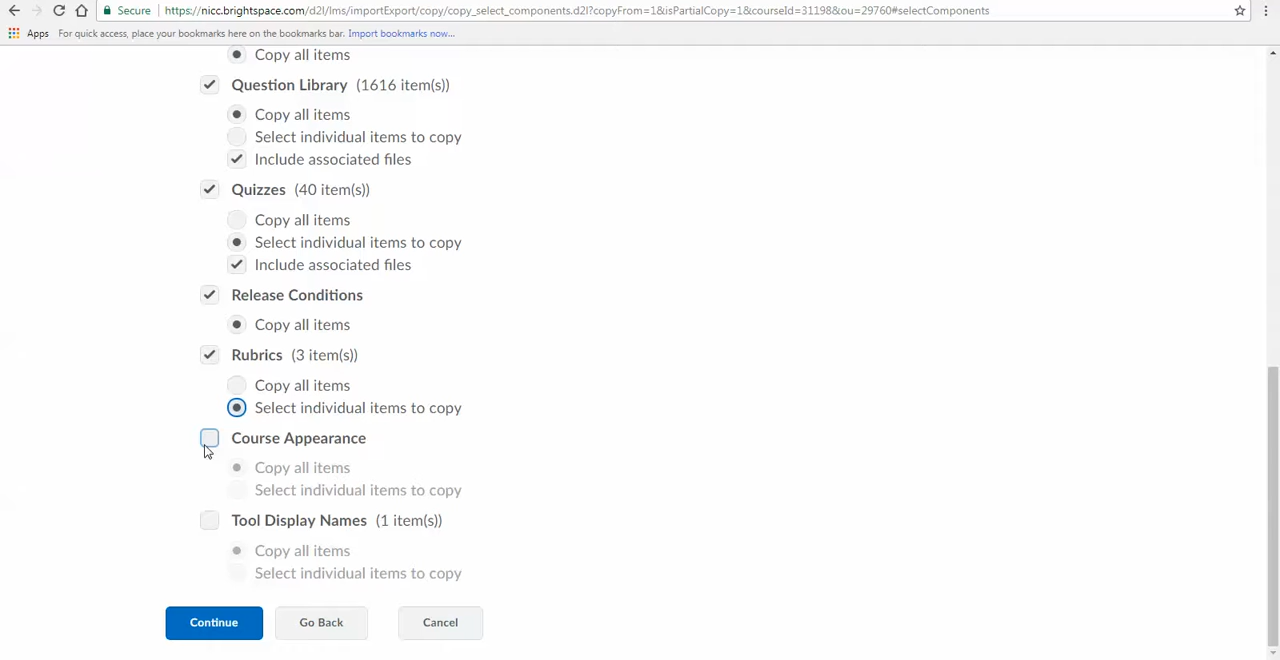 Secure https://nicc.brightspace.com/d2l/lms/importExport/copy/copy_select_components.d2l?copyFrom=1&isPartialCopy=1&courseId=31198&ou=29760#selectComponents
Apps For quick access, place your bookmarks here on the bookmarks bar. Import bookmarks now...
Copy all items
Question Library (1616 item(s))
Copy all items
Select individual items to copy
Include associated files
Quizzes (40 item(s))
Copy all items
Select individual items to copy
Include associated files
Release Conditions
Copy all items
Rubrics (3 item(s))
Copy all items
Select individual items to copy
Course Appearance
Copy all items
Select individual items to copy
Tool Display Names (1 item(s))
Copy all items
Select individual items to copy
Continue Go Back Cancel